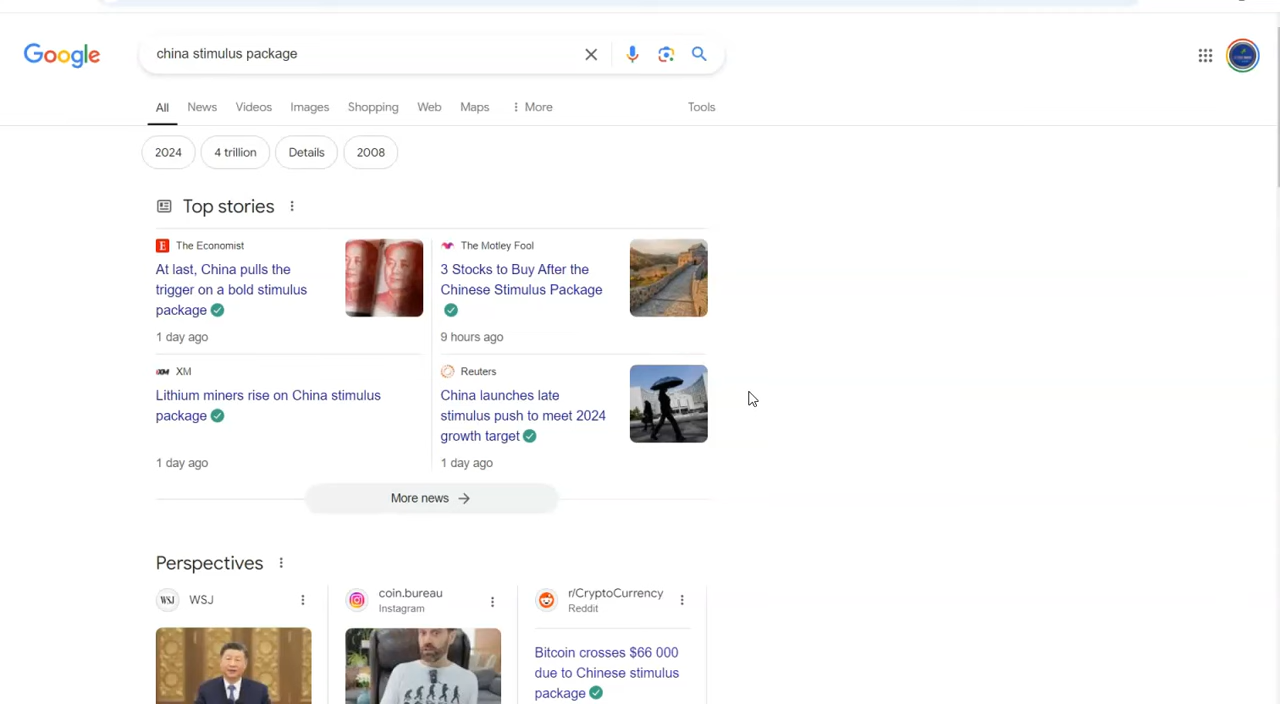 Google
china stimulus package
All News Videos Images Shopping Web Maps More Tools
2024 4 trillion Details 2008
Top stories
The Economist
At last, China pulls the
trigger on a bold stimulus
package
1 day ago
The Motley Fool
3 Stocks to Buy After the
Chinese Stimulus Package
9 hours ago
XM
Lithium miners rise on China stimulus
package
1 day ago
Reuters
China launches late
stimulus push to meet 2024
growth target
1 day ago
More news
Perspectives
WSJ
WSJ
coin.bureau
Instagram
r/CryptoCurrency
Reddit
Bitcoin crosses $66 000
due to Chinese stimulus
package